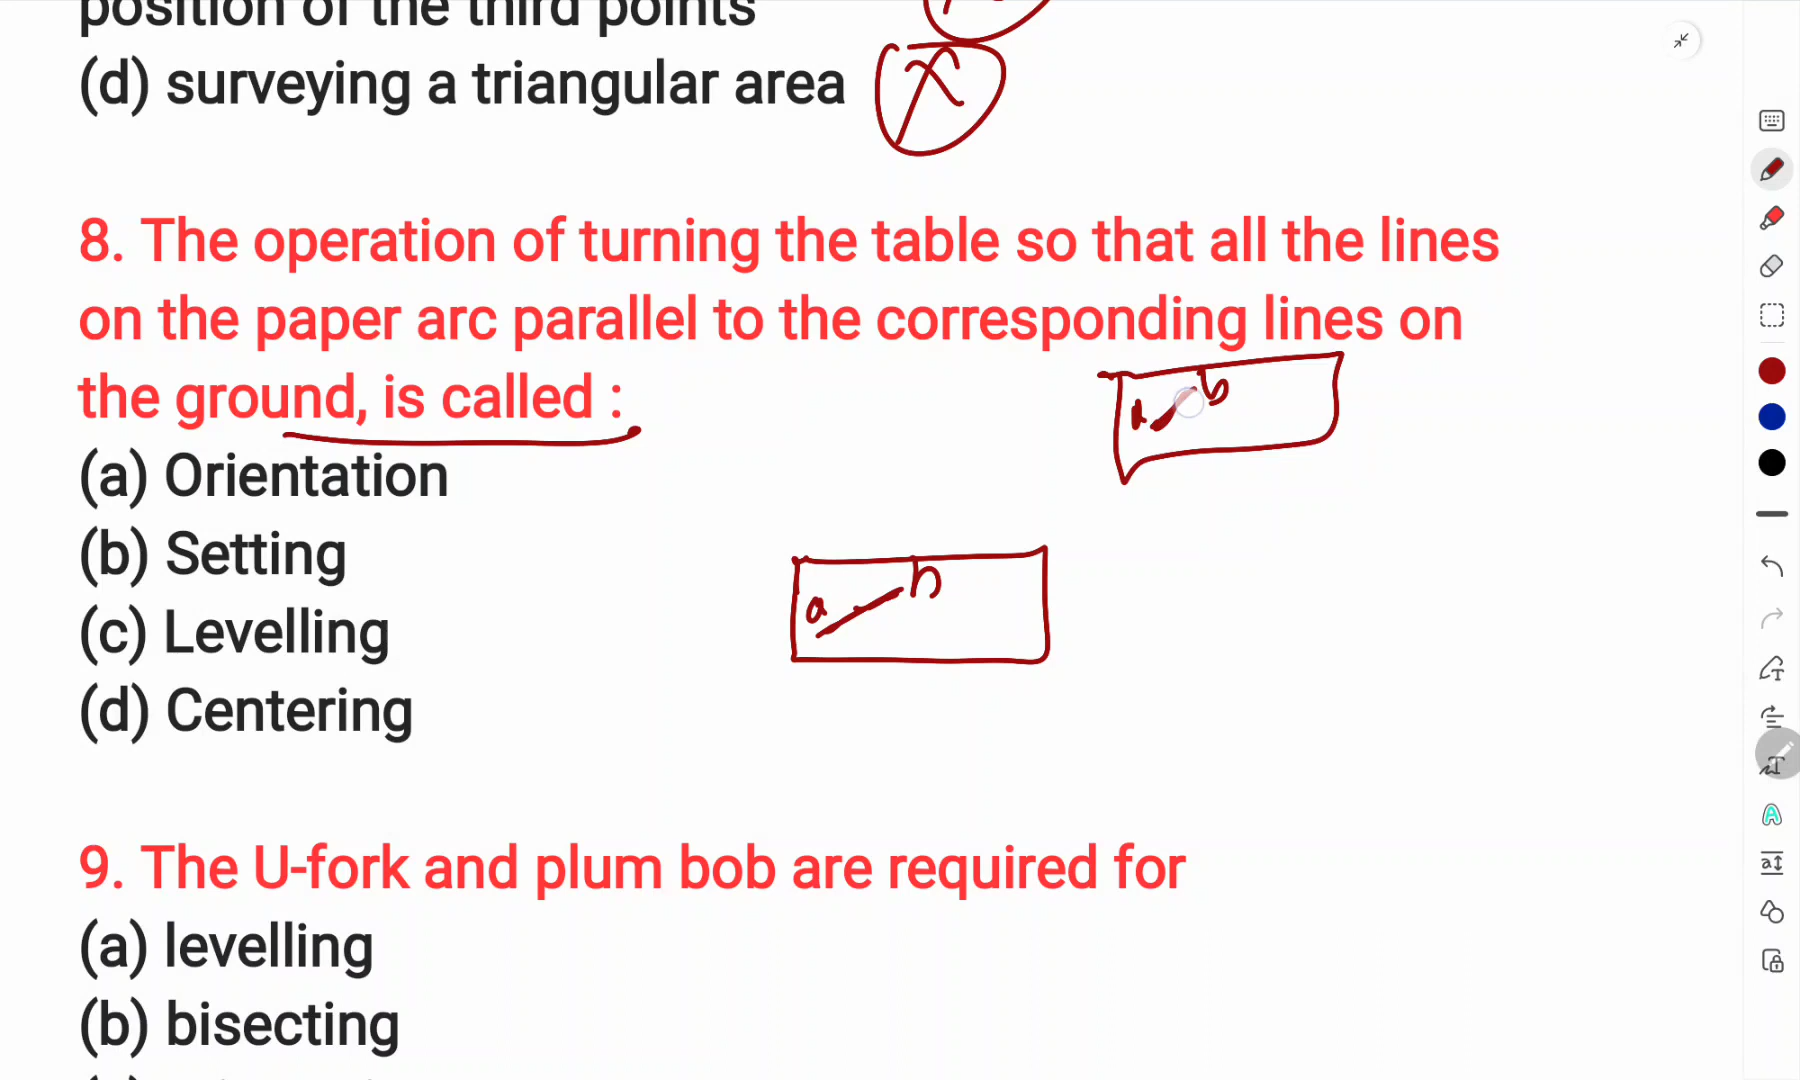 position of the third points
(d) surveying a triangular area
8. The operation of turning the table so that all the lines
on the paper arc parallel to the corresponding lines on
the ground, is called :
a b
(a) Orientation
(b) Setting
a
(c) Levelling
(d) Centering
9. The U-fork and plum bob are required for
(a) levelling
(b) bisecting